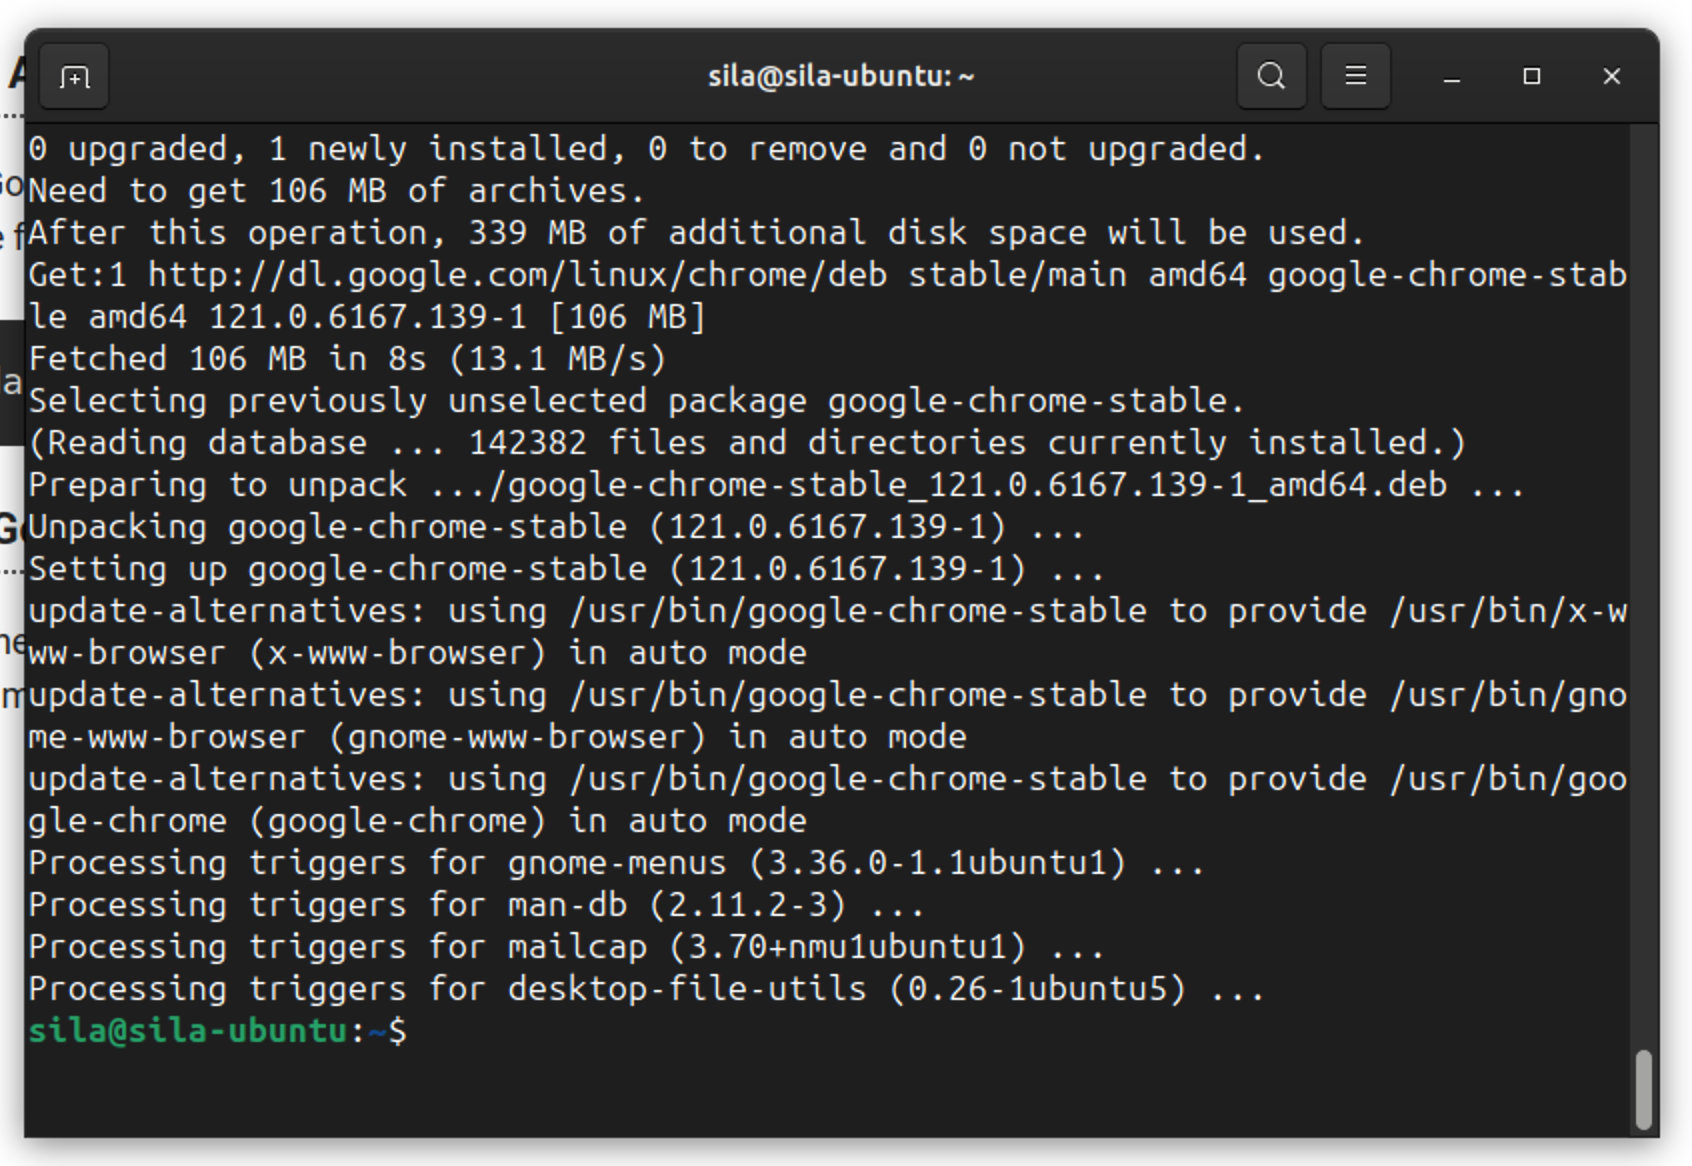 sila@sila-ubuntu: ~
0 upgraded, 1 newly installed, 0 to remove and 0 not upgraded.
Need to get 106 MB of archives.
After this operation, 339 MB of additional disk space will be used.
Get:1 http://dl.google.com/linux/chrome/deb stable/main amd64 google-chrome-stab
le amd64 121.0.6167.139-1 [106 MB]
Fetched 106 MB in 8s (13.1 MB/s)
Selecting previously unselected package google-chrome-stable.
(Reading database ... 142382 files and directories currently installed.)
Preparing to unpack .../google-chrome-stable_121.0.6167.139-1_amd64.deb ...
Unpacking google-chrome-stable (121.0.6167.139-1) ...
Setting up google-chrome-stable (121.0.6167.139-1) ...
update-alternatives: using /usr/bin/google-chrome-stable to provide /usr/bin/x-w
ww-browser (x-www-browser) in auto mode
update-alternatives: using /usr/bin/google-chrome-stable to provide /usr/bin/gno
me-www-browser (gnome-www-browser) in auto mode
update-alternatives: using /usr/bin/google-chrome-stable to provide /usr/bin/goo
gle-chrome (google-chrome) in auto mode
Processing triggers for gnome-menus (3.36.0-1.1ubuntu1) ...
Processing triggers for man-db (2.11.2-3) ...
Processing triggers for mailcap (3.70+nmu1ubuntu1) ...
Processing triggers for desktop-file-utils (0.26-1ubuntu5) ...
sila@sila-ubuntu:~$